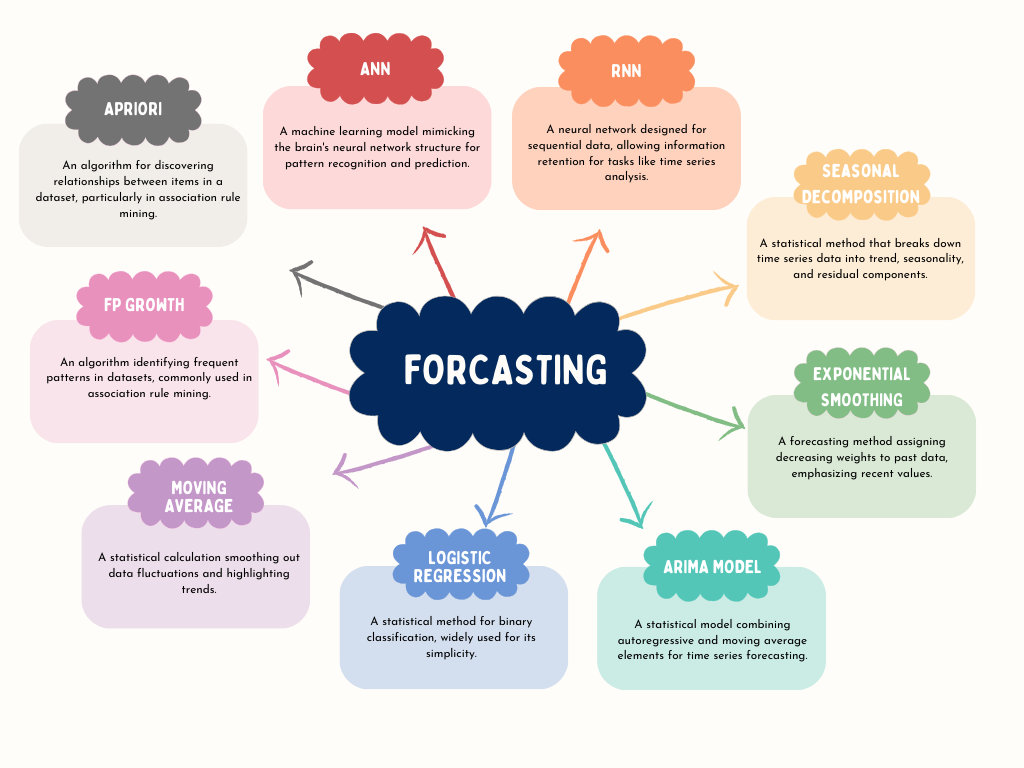 ANN
A machine learning model mimicking
the brain's neural network structure for
pattern recognition and prediction.
RNN
A neural network designed for
sequential data, allowing information
retention for tasks like time series
analysis.
APRIORI
An algorithm for discovering
relationships between items in a
dataset, particularly in association rule
mining.
SEASONAL
DECOMPOSITION
A statistical method that breaks down
time series data into trend, seasonality,
and residual components.
FP GROWTH
An algorithm identifying frequent
patterns in datasets, commonly used in
association rule mining.
FORCASTING
EXPONENTIAL
SMOOTHING
A forecasting method assigning
decreasing weights to past data,
emphasizing recent values.
MOVING
AVERAGE
A statistical calculation smoothing out
data fluctuations and highlighting
trends.
LOGISTIC
REGRESSION
A statistical method for binary
classification, widely used for its
simplicity.
ARIMA MODEL
A statistical model combining
autoregressive and moving average
elements for time series forecasting.